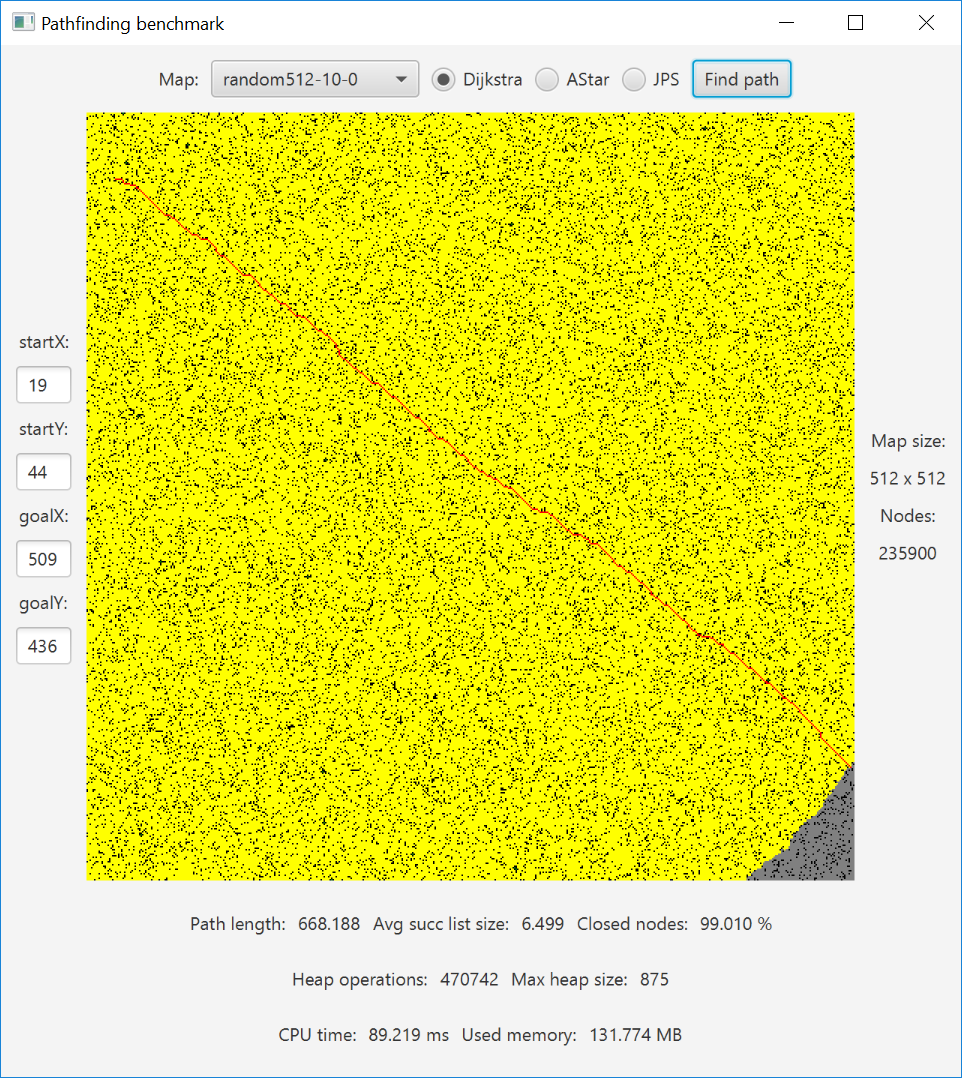 Pathfinding benchmark
Map: random512-10-0 Dijkstra AStar JPS Find path
startX:
19
startY:
44
goalX:
509
goalY:
436
Map size:
512 x 512
Nodes:
235900
Path length: 668.188 Avg succ list size: 6.499 Closed nodes: 99.010 %
Heap operations: 470742 Max heap size: 875
CPU time: 89.219 ms Used memory: 131.774 MB